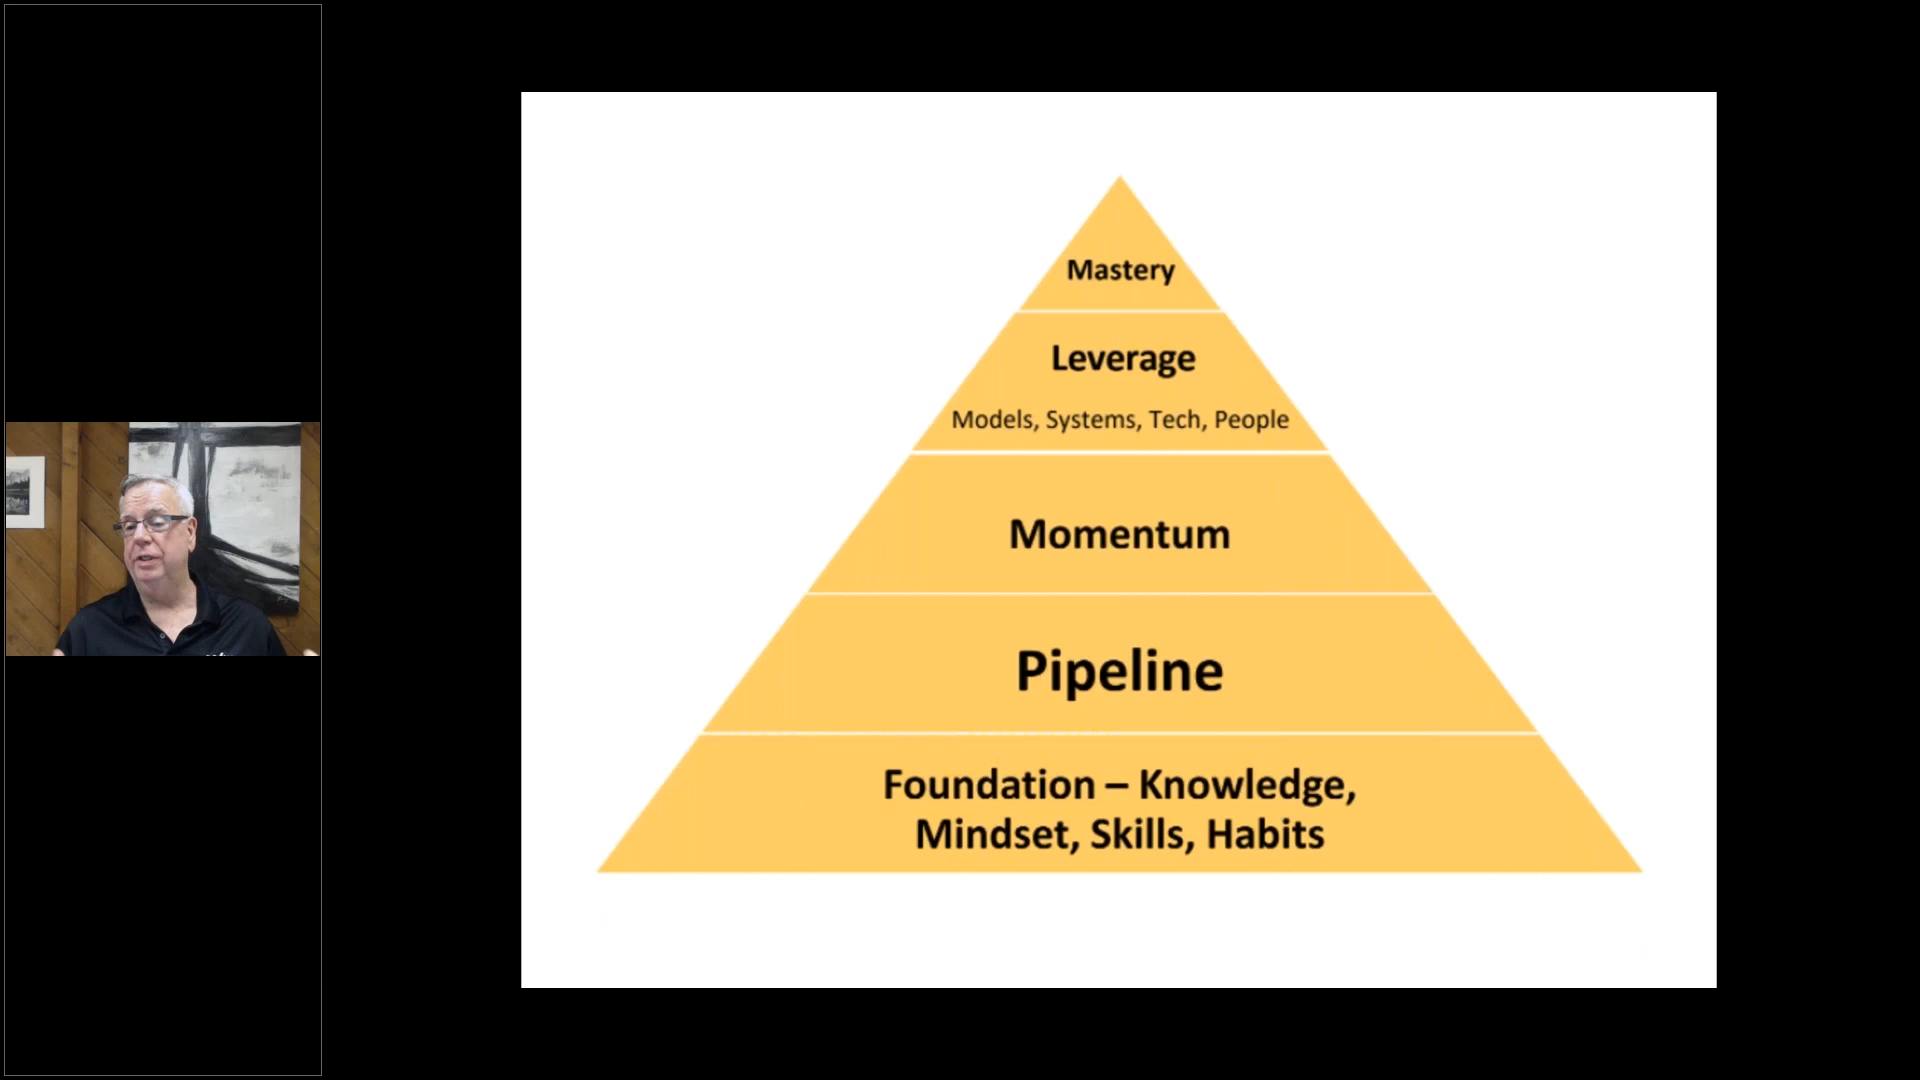 Mastery
Leverage
Models, Systems, Tech, People
Momentum
Pipeline
Foundation – Knowledge,
Mindset, Skills, Habits